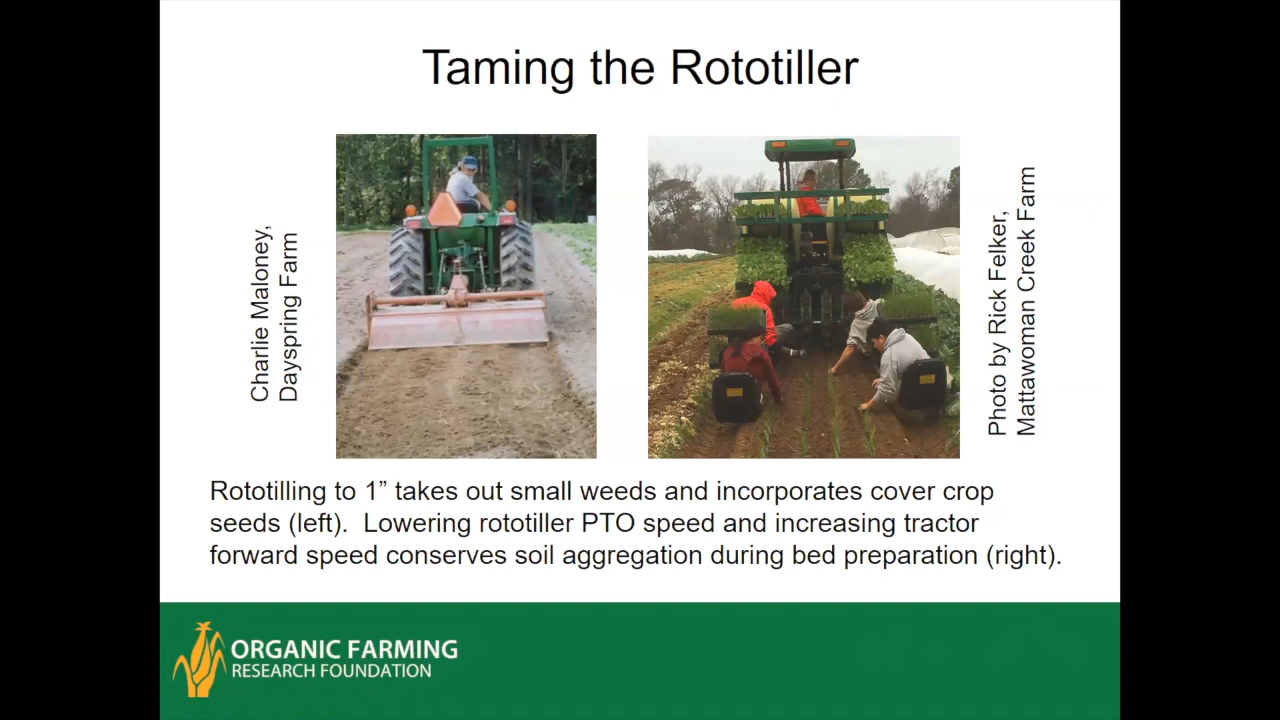 Taming the Rototiller
Charlie Maloney,
Dayspring Farm
Photo by Rick Felker,
Mattawoman Creek Farm
Rototilling to 1” takes out small weeds and incorporates cover crop
seeds (left).  Lowering rototiller PTO speed and increasing tractor
forward speed conserves soil aggregation during bed preparation (right).
ORGANIC FARMING
RESEARCH FOUNDATION